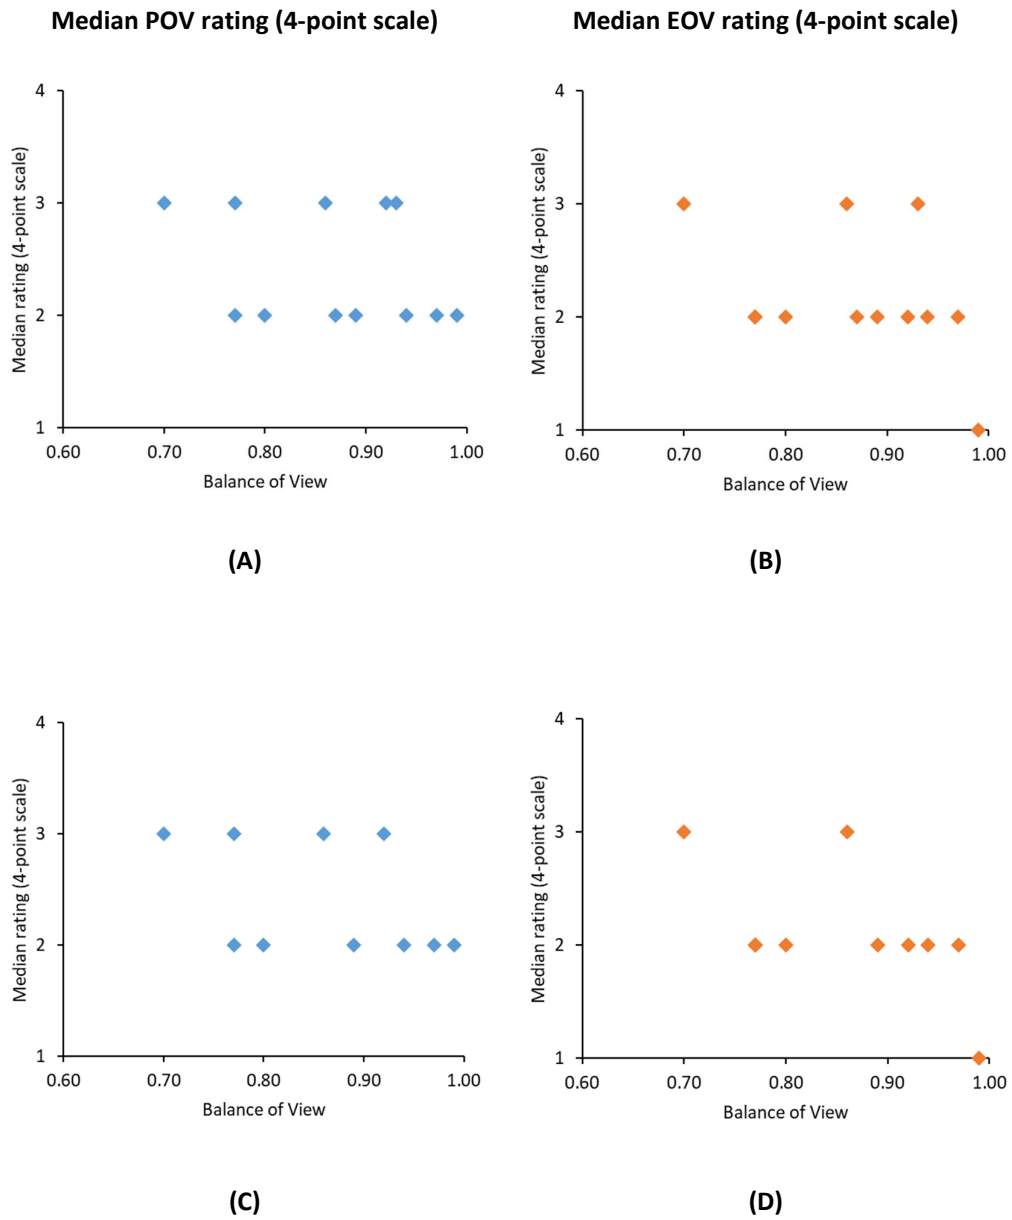 Median POV rating (4-point scale)
Median EOV rating (4-point scale)
Median rating (4-point scale)
4
3
2
1
0.60
0.70
0.80
0.90
1.00
Balance of View
(A)
Median rating (4-point scale)
4
3
2
1
0.60
0.70
0.80
0.90
1.00
Balance of View
(B)
Median rating (4-point scale)
4
3
2
1
0.60
0.70
0.80
0.90
1.00
Balance of View
(C)
Median rating (4-point scale)
4
3
2
1
0.60
0.70
0.80
0.90
1.00
Balance of View
(D)